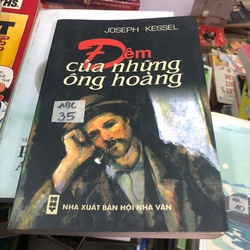 JOSEPH KESSEL
Đêm
của những
ông hoàng
ABC
35
NHÀ XUẤT BẢN HỘI NHÀ VĂN